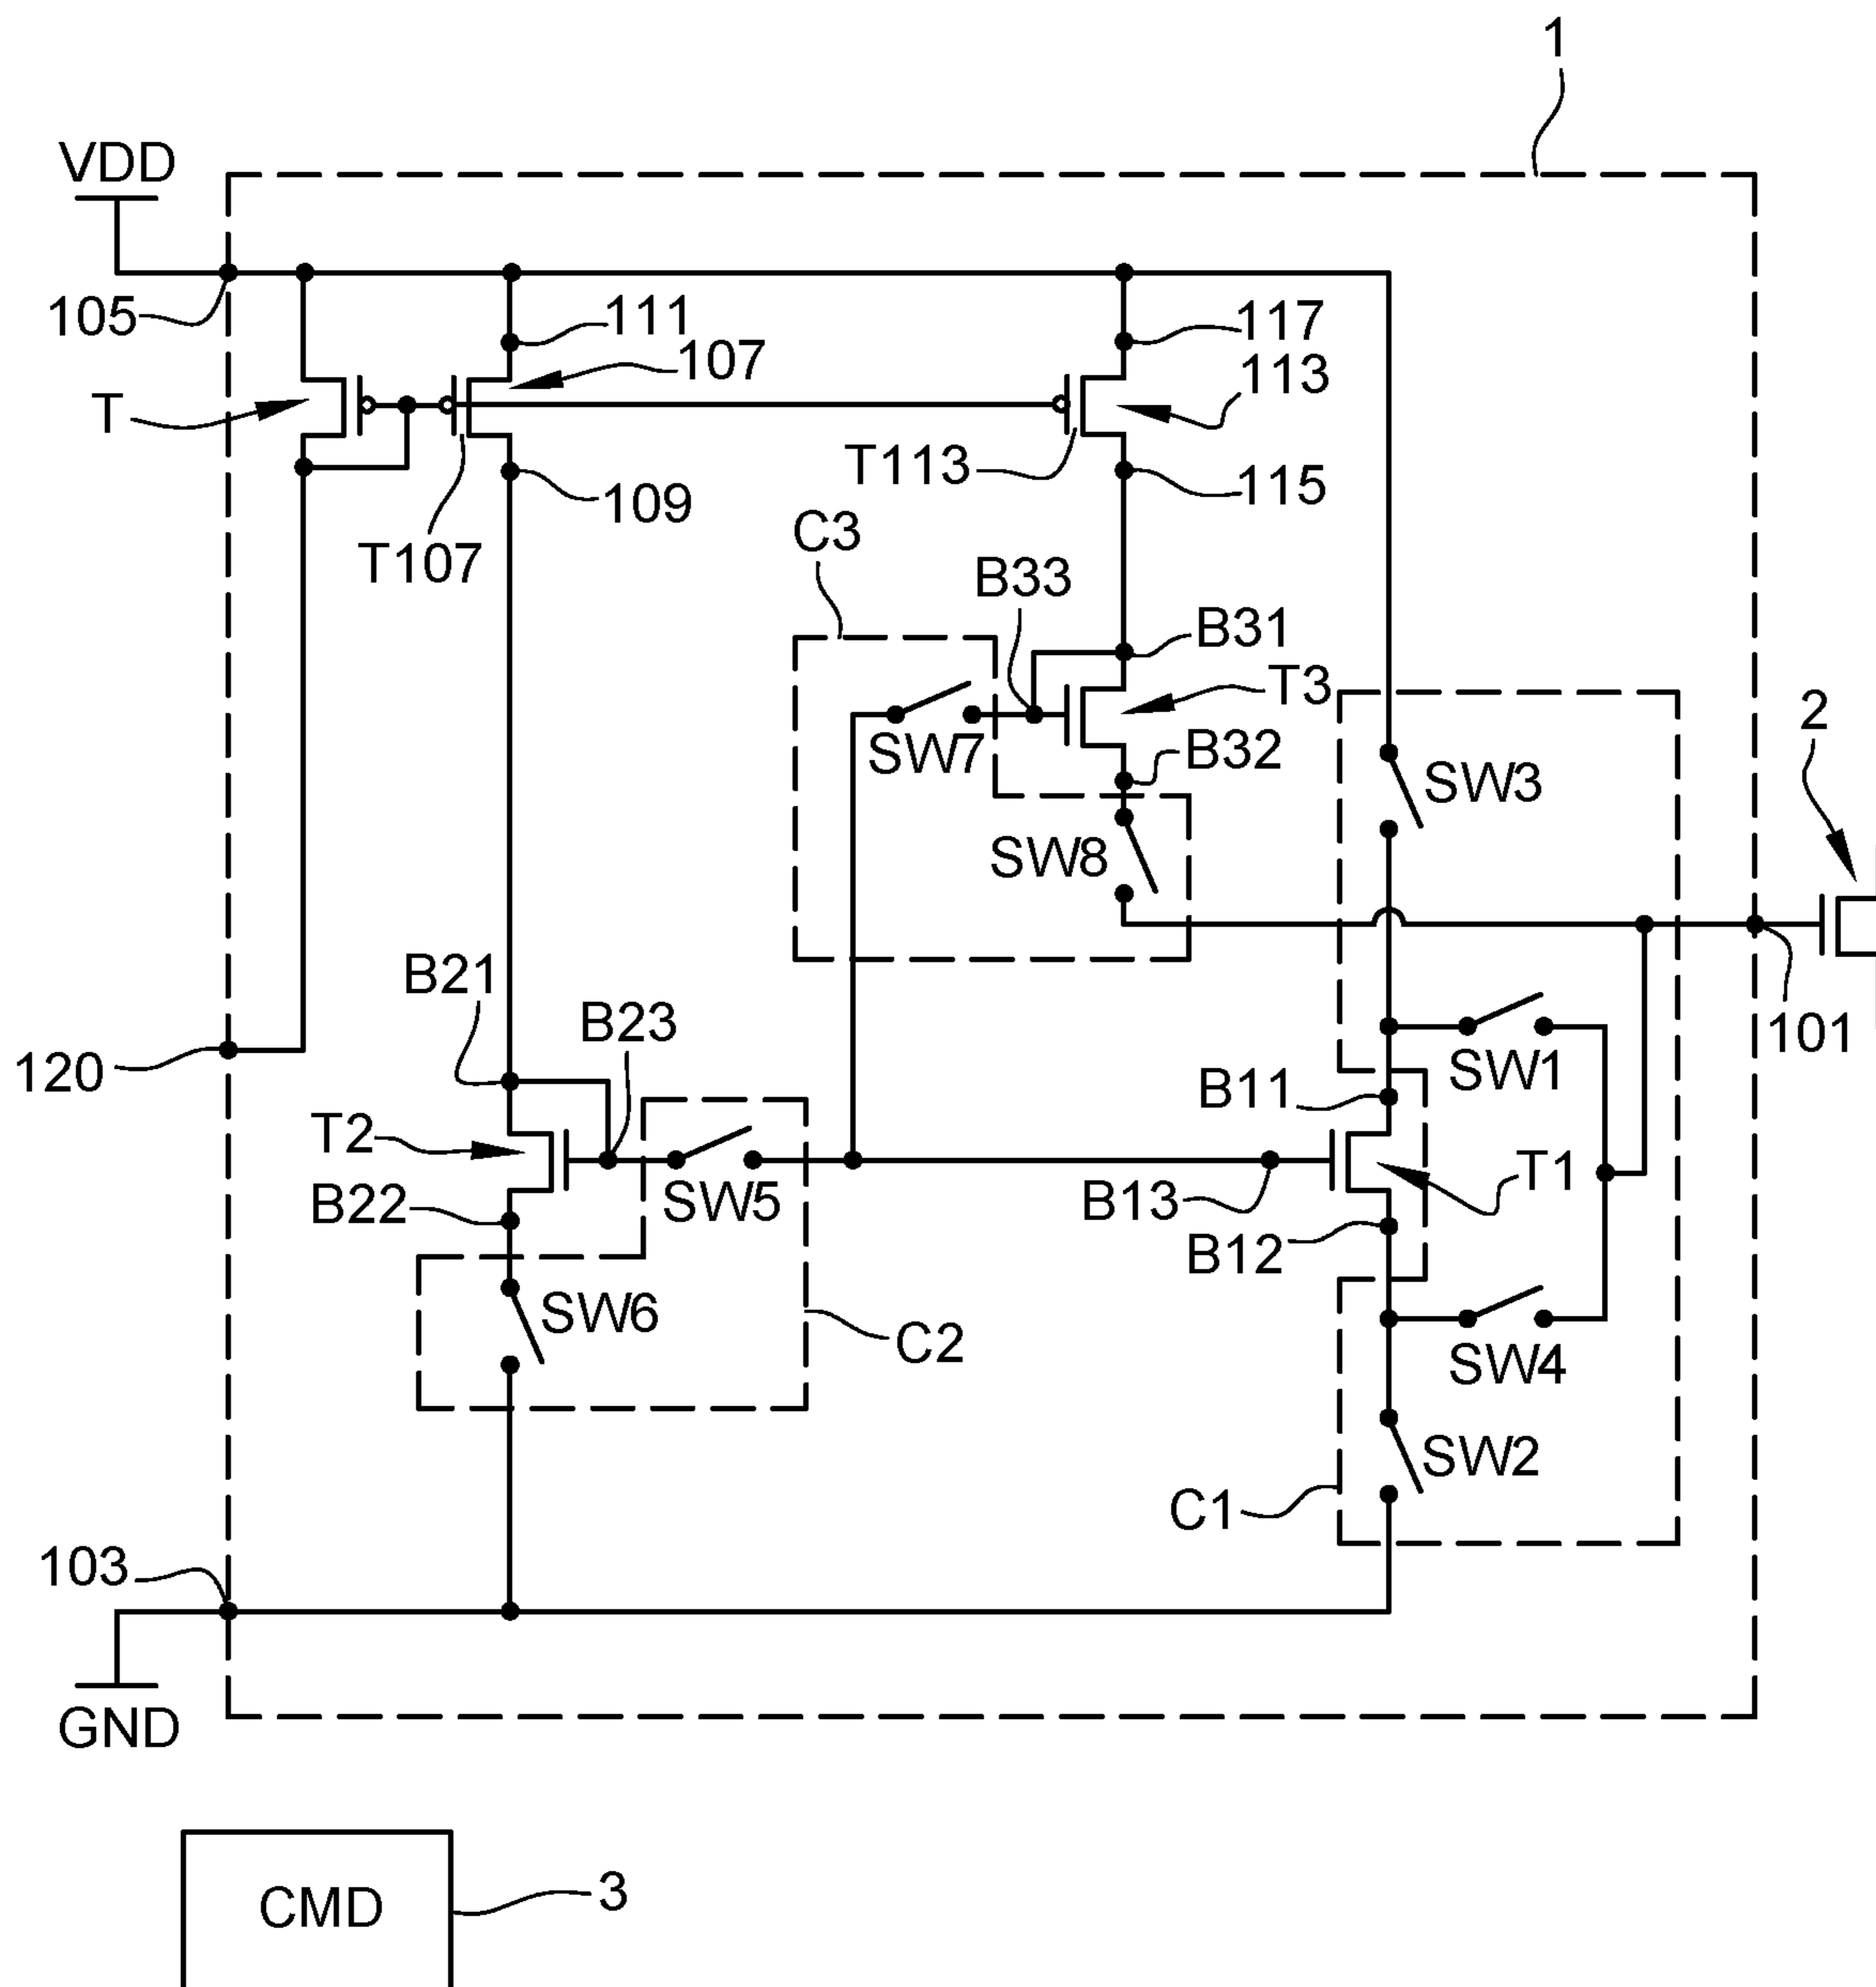 1
VDD
105
111
107
117
113
T
T113
115
109
T107
C3
B33
B31
T3
2
SW7
B32
SW3
SW8
B21
B23
101
120
SW1
B11
T2
T1
SW5
B13
B22
B12
SW6
C2
SW4
SW2
C1
103
GND
CMD
3